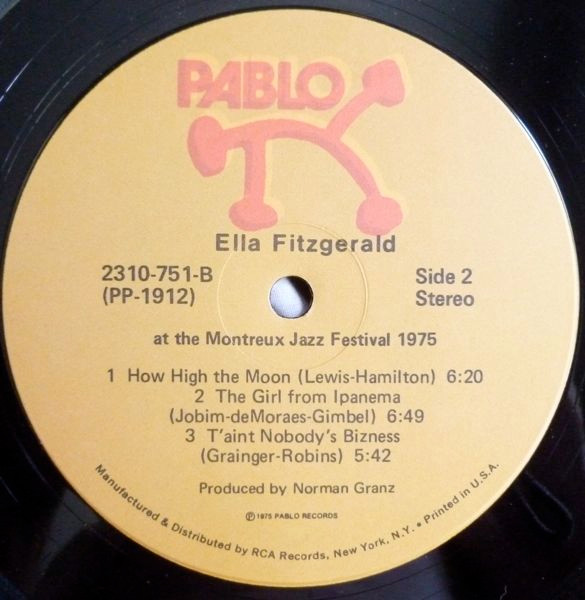 PABLO
Ella Fitzgerald
2310-751-B
(PP-1912)
Side 2
Stereo
at the Montreux Jazz Festival 1975
1 How High the Moon (Lewis-Hamilton) 6:20
2 The Girl from Ipanema
(Jobim-deMoraes-Gimbel) 6:49
3 T'aint Nobody's Bizness
(Grainger-Robins) 5:42
Produced by Norman Granz
℗ 1975 PABLO RECORDS
Manufactured & Distributed by RCA Records, New York, N.Y. • Printed in U.S.A.